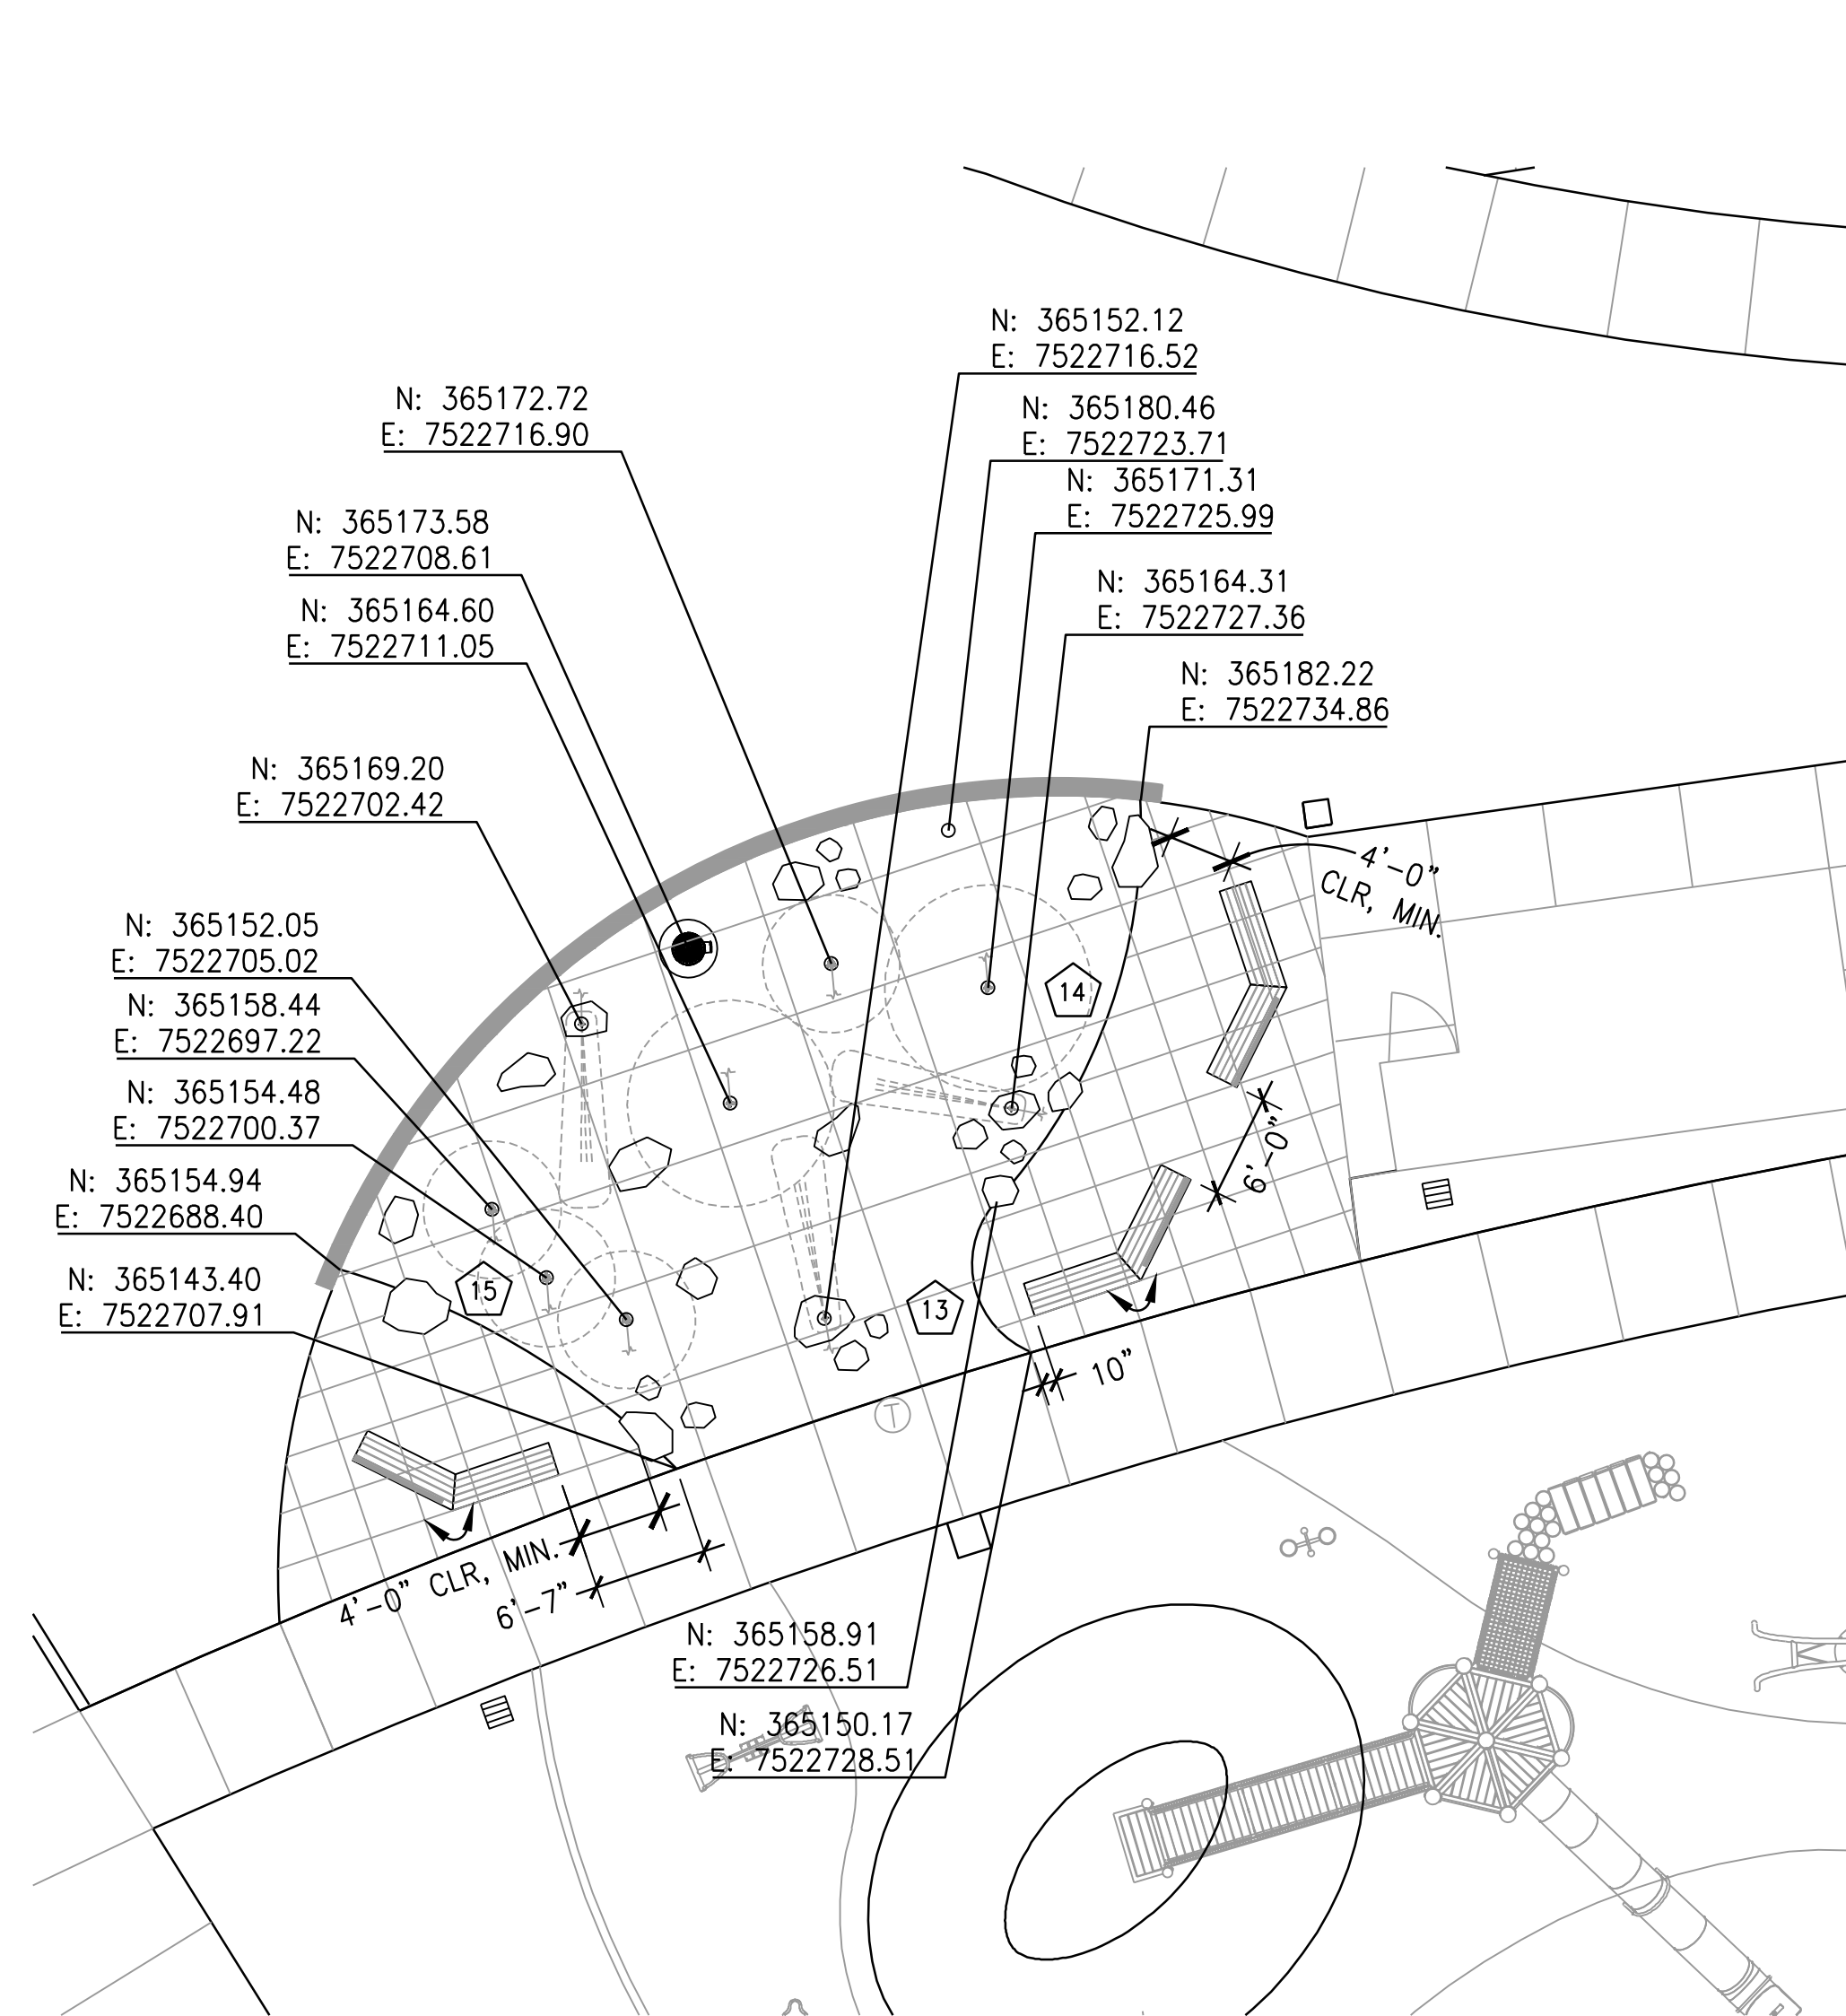 N: 365152.12
E: 7522716.52
N: 365172.72
E: 7522716.90
N: 365180.46
E: 7522723.71
N: 365171.31
E: 7522725.99
N: 365173.58
E: 7522708.61
N: 365164.31
E: 7522727.36
N: 365164.60
E: 7522711.05
N: 365182.22
E: 7522734.86
N: 365169.20
E: 7522702.42
4'-0"
CLR, MIN.
N: 365152.05
E: 7522705.02
14
N: 365158.44
E: 7522697.22
N: 365154.48
E: 7522700.37
6'-0"
N: 365154.94
E: 7522688.40
15
13
N: 365143.40
E: 7522707.91
10"
T
4'-0" CLR, MIN.
6'-7"
N: 365158.91
E: 7522726.51
N: 365150.17
E: 7522728.51